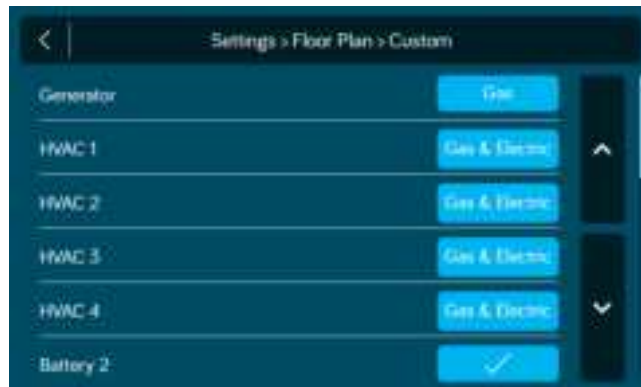 Settings > Floor Plan > Custom
Generator Gas
HVAC 1 Gas & Electric
HVAC 2 Gas & Electric
HVAC 3 Gas & Electric
HVAC 4 Gas & Electric
Battery 2